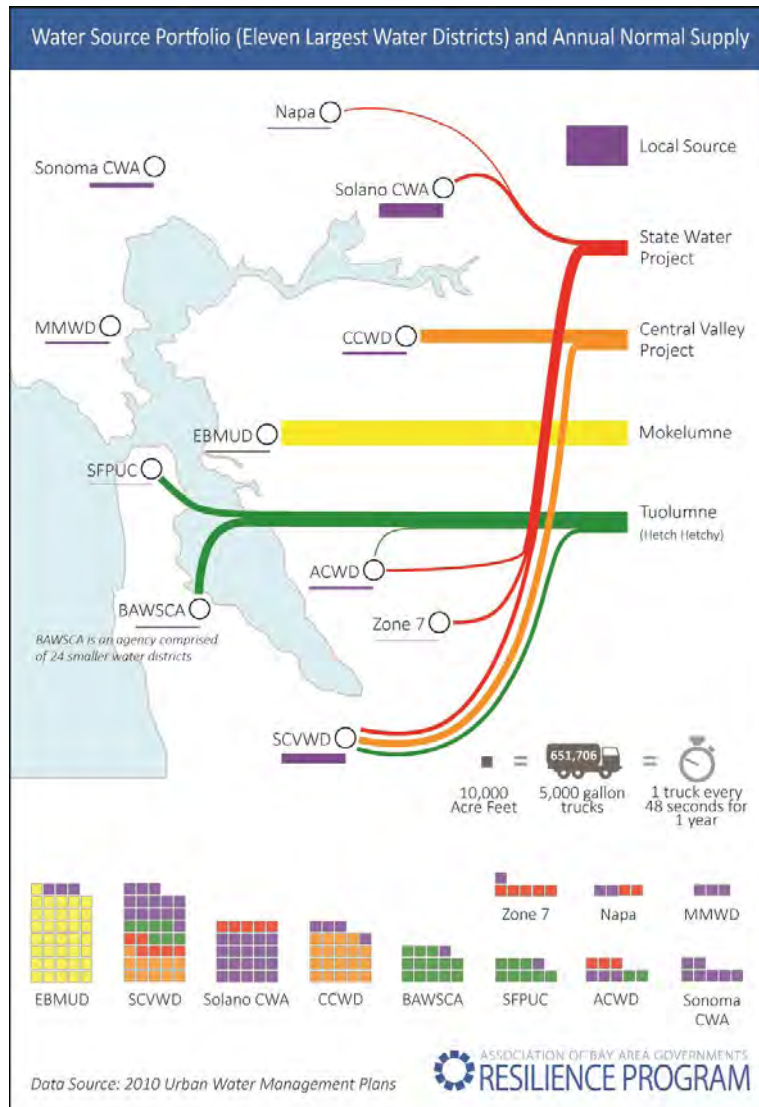 Water Source Portfolio (Eleven Largest Water Districts) and Annual Normal Supply
Napa
Local Source
Sonoma CWA
Solano CWA
State Water
Project
MMWD
CCWD
Central Valley
Project
EBMUD
Mokelumne
SFPUC
Tuolumne
(Hetch Hetchy)
ACWD
BAWSCA
Zone 7
BAWSCA is an agency comprised
of 24 smaller water districts
SCVWD
651,706
=
=
10,000
Acre Feet
5,000 gallon
trucks
1 truck every
48 seconds for
1 year
Zone 7
Napa
MMWD
EBMUD
SCVWD
Solano CWA
CCWD
BAWSCA
SFPUC
ACWD
Sonoma
CWA
Data Source: 2010 Urban Water Management Plans
ASSOCIATION OF BAY AREA GOVERNMENTS
RESILIENCE PROGRAM